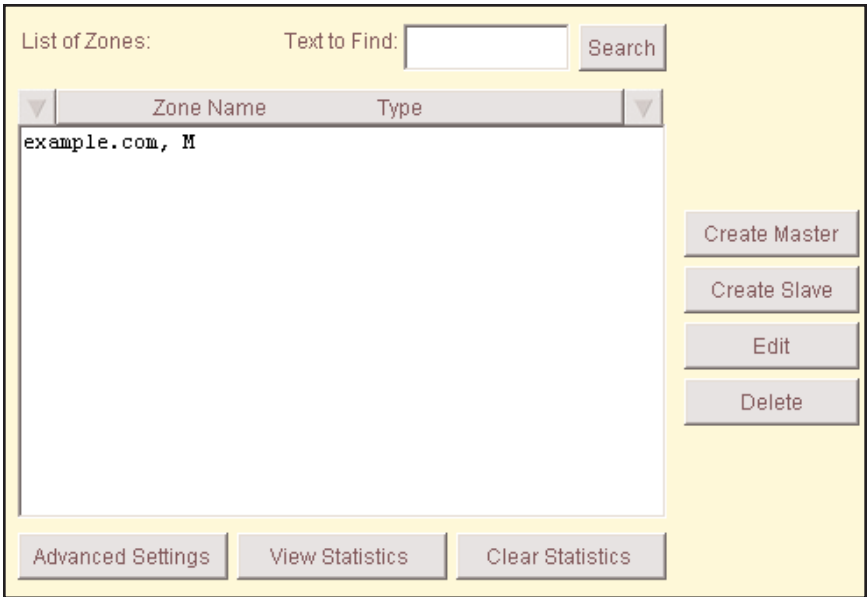 List of Zones: Text to Find: Search
Zone Name Type
example.com, M
Create Master
Create Slave
Edit
Delete
Advanced Settings View Statistics Clear Statistics